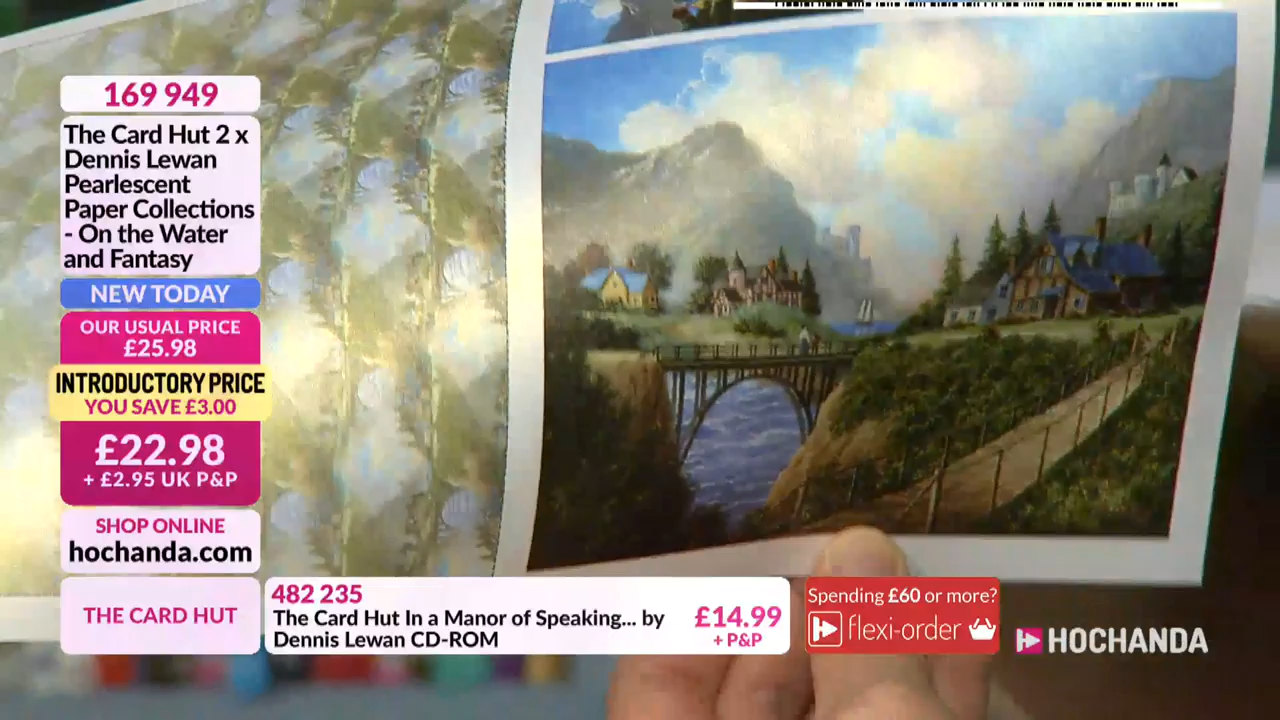 169 949
The Card Hut 2 x
Dennis Lewan
Pearlescent
Paper Collections
- On the Water
and Fantasy
NEW TODAY
OUR USUAL PRICE
£25.98
INTRODUCTORY PRICE
YOU SAVE £3.00
£22.98
+ £2.95 UK P&P
SHOP ONLINE
hochanda.com
THE CARD HUT
482 235
The Card Hut In a Manor of Speaking... by
Dennis Lewan CD-ROM
£14.99
+ P&P
Spending £60 or more?
flexi-order
HOCHANDA